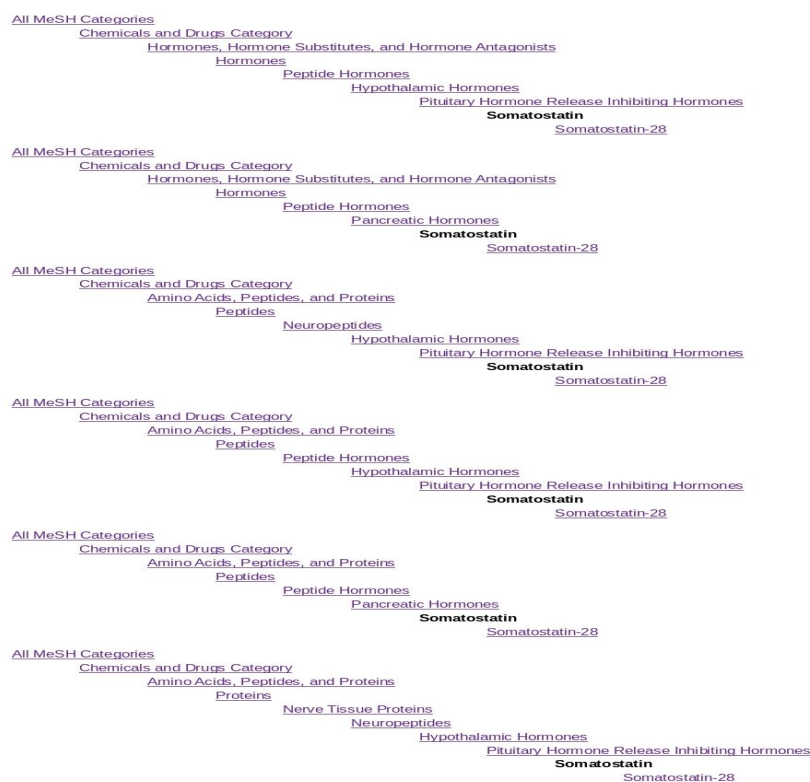 All MeSH Categories
Chemicals and Drugs Category
Hormones, Hormone Substitutes, and Hormone Antagonists
Hormones
Peptide Hormones
Hypothalamic Hormones
Pituitary Hormone Release Inhibiting Hormones
Somatostatin
Somatostatin-28
All MeSH Categories
Chemicals and Drugs Category
Hormones, Hormone Substitutes, and Hormone Antagonists
Hormones
Peptide Hormones
Pancreatic Hormones
Somatostatin
Somatostatin-28
All MeSH Categories
Chemicals and Drugs Category
Amino Acids, Peptides, and Proteins
Peptides
Neuropeptides
Hypothalamic Hormones
Pituitary Hormone Release Inhibiting Hormones
Somatostatin
Somatostatin-28
All MeSH Categories
Chemicals and Drugs Category
Amino Acids, Peptides, and Proteins
Peptides
Peptide Hormones
Hypothalamic Hormones
Pituitary Hormone Release Inhibiting Hormones
Somatostatin
Somatostatin-28
All MeSH Categories
Chemicals and Drugs Category
Amino Acids, Peptides, and Proteins
Peptides
Peptide Hormones
Pancreatic Hormones
Somatostatin
Somatostatin-28
All MeSH Categories
Chemicals and Drugs Category
Amino Acids, Peptides, and Proteins
Proteins
Nerve Tissue Proteins
Neuropeptides
Hypothalamic Hormones
Pituitary Hormone Release Inhibiting Hormones
Somatostatin
Somatostatin-28